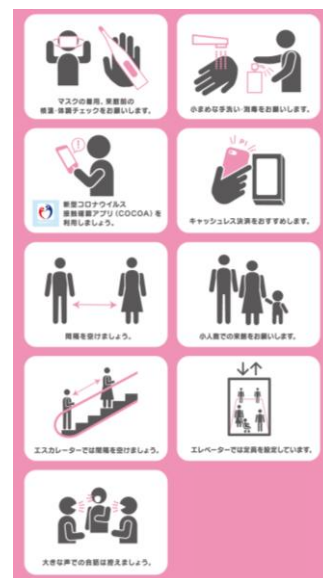 マスクの着用、来館前の
検温・体調チェックをお願いします。
小まめな手洗い・消毒をお願いします。
新型コロナウイルス
接触確認アプリ（COCOA）を
利用しましょう。
キャッシュレス決済をおすすめします。
間隔を空けましょう。
小人数での来館をお願いします。
エスカレーターでは間隔を空けましょう。
エレベーターでは定員を設定しています。
大きな声での会話は控えましょう。